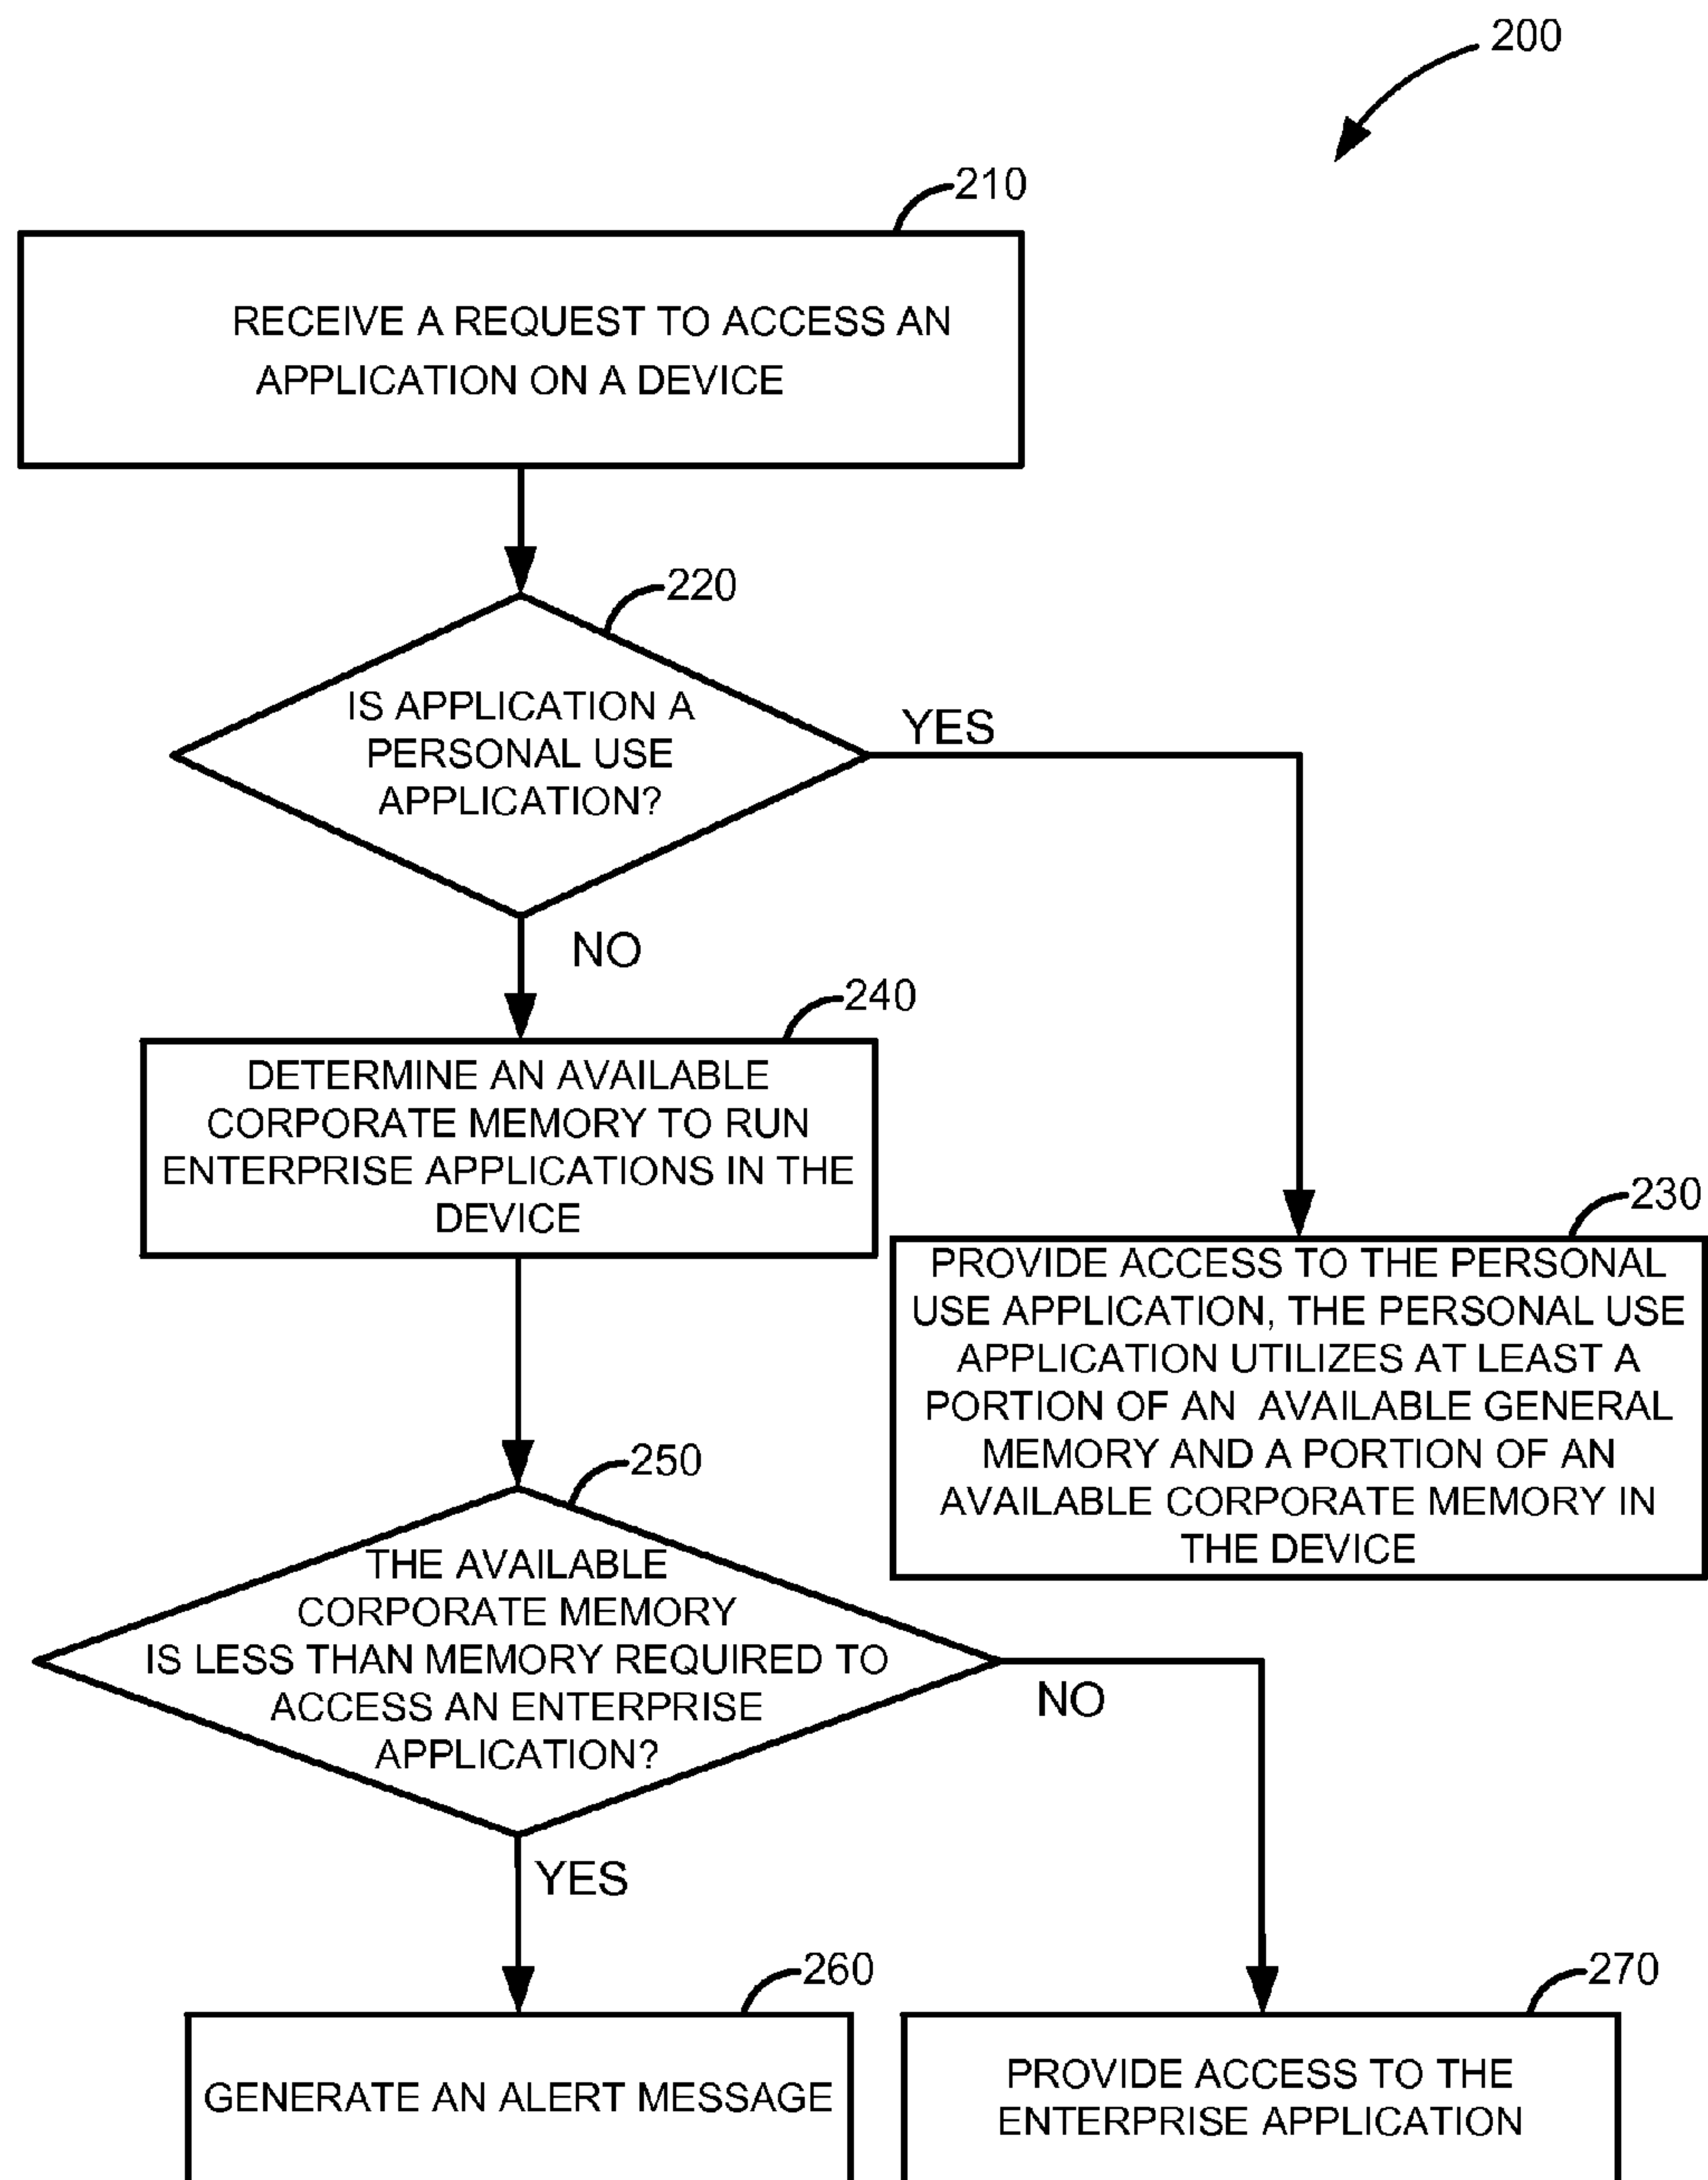 200
210
RECEIVE A REQUEST TO ACCESS AN
APPLICATION ON A DEVICE
220
IS APPLICATION A
PERSONAL USE
APPLICATION?
YES
NO
240
DETERMINE AN AVAILABLE
CORPORATE MEMORY TO RUN
ENTERPRISE APPLICATIONS IN THE
DEVICE
230
PROVIDE ACCESS TO THE PERSONAL
USE APPLICATION, THE PERSONAL USE
APPLICATION UTILIZES AT LEAST A
PORTION OF AN AVAILABLE GENERAL
MEMORY AND A PORTION OF AN
AVAILABLE CORPORATE MEMORY IN
THE DEVICE
250
THE AVAILABLE
CORPORATE MEMORY
IS LESS THAN MEMORY REQUIRED TO
ACCESS AN ENTERPRISE
APPLICATION?
NO
YES
260
GENERATE AN ALERT MESSAGE
270
PROVIDE ACCESS TO THE
ENTERPRISE APPLICATION